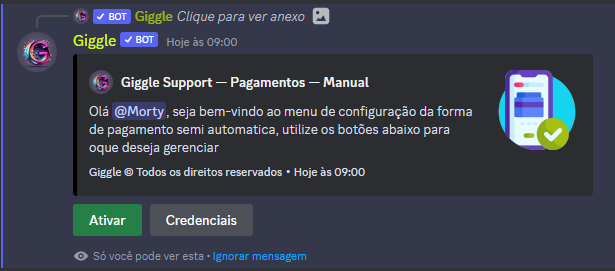 ✓ BOT Giggle Clique para ver anexo
Giggle ✓ BOT Hoje às 09:00
Giggle Support — Pagamentos — Manual
Olá @Morty, seja bem-vindo ao menu de configuração da forma
de pagamento semi automatica, utilize os botões abaixo para
oque deseja gerenciar
Giggle © Todos os direitos reservados • Hoje às 09:00
Ativar Credenciais
Só você pode ver esta • Ignorar mensagem